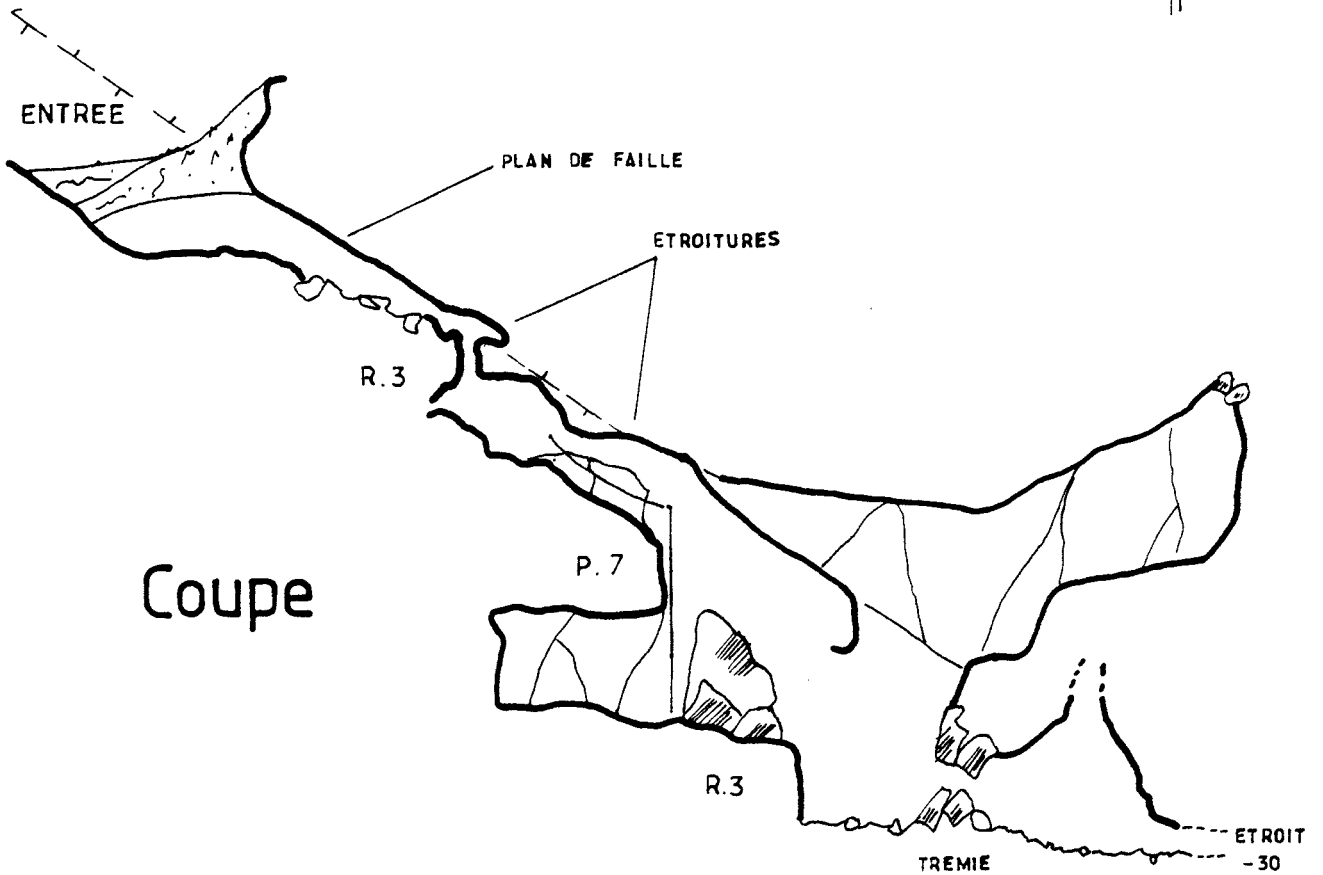 ENTREE
PLAN DE FAILLE
ETROITURES
R.3
P.7
Coupe
R.3
ETROIT
-30
TREMIE